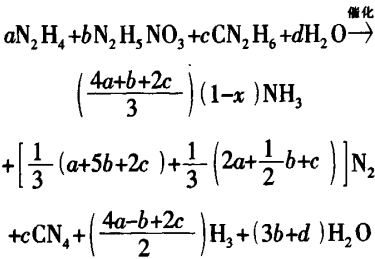 aN₂H₄+bN₂H₅NO₃+cCN₂H₆+dH₂O 催化→
(4a+b+2c / 3)(1-x)NH₃
+[1/3 (a+5b+2c)+1/3 (2a+1/2 b+c)]N₂
+cCN₄+(4a-b+2c / 2)H₃+(3b+d)H₂O